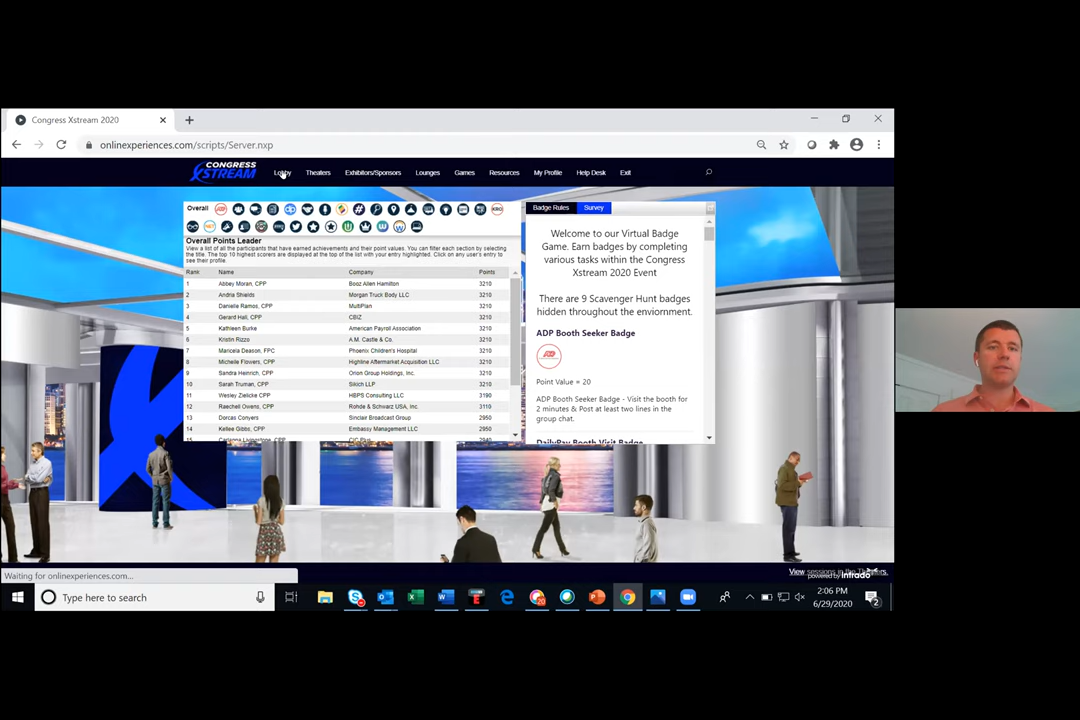 Congress Xstream 2020
onlinexperiences.com/scripts/Server.nxp
CONGRESS
XSTREAM
Lobby Theaters Exhibitors/Sponsors Lounges Games Resources My Profile Help Desk Exit
Overall
Overall Points Leader
View a list of all the participants that have earned achievements and their point values. You can filter each section by selecting
the title. The top 10 highest scorers are displayed at the top of the list with your entry highlighted. Click on any user's entry to
see their profile.
Rank Name Company Points
1 Abbey Moran, CPP Booz Allen Hamilton 3210
2 Andria Shields Morgan Truck Body LLC 3210
3 Danielle Ramos, CPP MultiPlan 3210
4 Gerard Hall, CPP CBIZ 3210
5 Kathleen Burke American Payroll Association 3210
6 Kristin Rizzo A.M. Castle & Co. 3210
7 Maricela Deason, FPC Phoenix Children's Hospital 3210
8 Michelle Flowers, CPP Highline Aftermarket Acquisition LLC 3210
9 Sandra Heinrich, CPP Orion Group Holdings, Inc. 3210
10 Sarah Truman, CPP Sikich LLP 3210
11 Wesley Zielicke CPP HBPS Consulting LLC 3190
12 Raechell Owens, CPP Rohde & Schwarz USA, Inc. 3110
13 Dorcas Conyers Sinclair Broadcast Group 2950
14 Kellee Gibbs, CPP Embassy Management LLC 2950
15
Badge Rules Survey
Welcome to our Virtual Badge
Game. Earn badges by completing
various tasks within the Congress
Xstream 2020 Event
There are 9 Scavenger Hunt badges
hidden throughout the enviornment.
ADP Booth Seeker Badge
Point Value = 20
ADP Booth Seeker Badge - Visit the booth for
2 minutes & Post at least two lines in the
group chat.
DailyPay Booth Visit Badge
View sessions in the Theaters.
powered by intrado
Waiting for onlinexperiences.com...
Type here to search
2:06 PM
6/29/2020